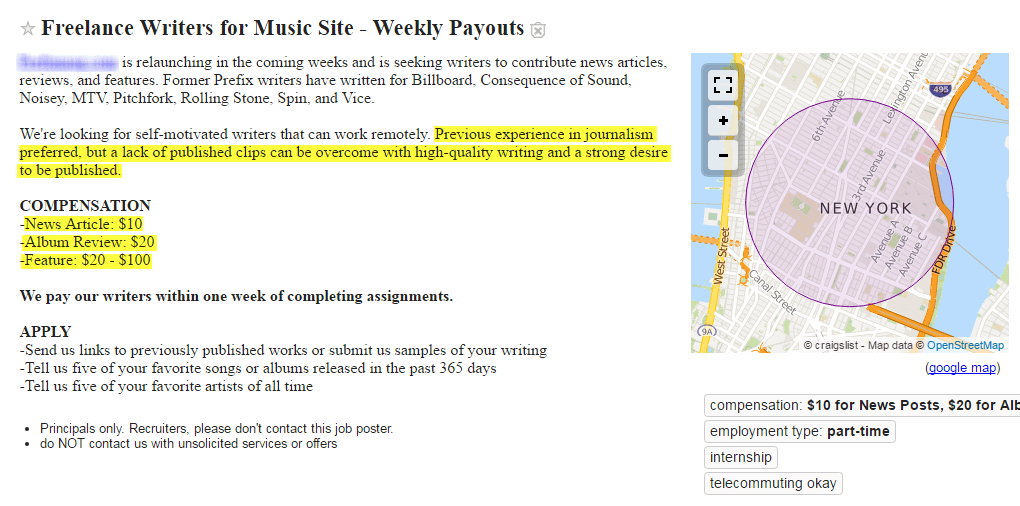 ☆ Freelance Writers for Music Site - Weekly Payouts
is relaunching in the coming weeks and is seeking writers to contribute news articles,
reviews, and features. Former Prefix writers have written for Billboard, Consequence of Sound,
Noisey, MTV, Pitchfork, Rolling Stone, Spin, and Vice.
We're looking for self-motivated writers that can work remotely. Previous experience in journalism
preferred, but a lack of published clips can be overcome with high-quality writing and a strong desire
to be published.
COMPENSATION
-News Article: $10
-Album Review: $20
-Feature: $20 - $100
We pay our writers within one week of completing assignments.
APPLY
-Send us links to previously published works or submit us samples of your writing
-Tell us five of your favorite songs or albums released in the past 365 days
-Tell us five of your favorite artists of all time
• Principals only. Recruiters, please don't contact this job poster.
• do NOT contact us with unsolicited services or offers
+
−
495
6th Avenue
Lexington Avenu
3rd Avenue
NEW YORK
Avenue A
Avenue B
Avenue C
FDR Drive
West Street
Canal Street
9A
© craigslist - Map data © OpenStreetMap
(google map)
compensation: $10 for News Posts, $20 for Alb
employment type: part-time
internship
telecommuting okay